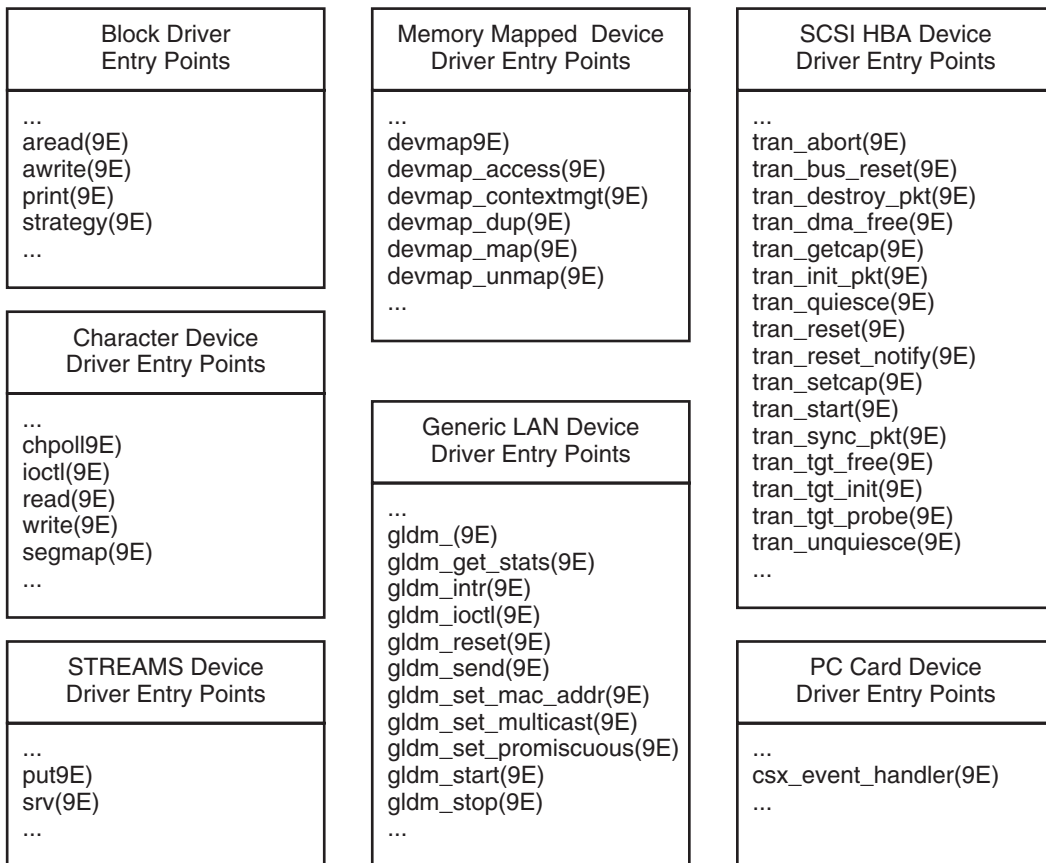 Block Driver
Entry Points
...
aread(9E)
awrite(9E)
print(9E)
strategy(9E)
...
Character Device
Driver Entry Points
...
chpoll9E)
ioctl(9E)
read(9E)
write(9E)
segmap(9E)
...
STREAMS Device
Driver Entry Points
...
put9E)
srv(9E)
...
Memory Mapped Device
Driver Entry Points
...
devmap9E)
devmap_access(9E)
devmap_contextmgt(9E)
devmap_dup(9E)
devmap_map(9E)
devmap_unmap(9E)
...
Generic LAN Device
Driver Entry Points
...
gldm_(9E)
gldm_get_stats(9E)
gldm_intr(9E)
gldm_ioctl(9E)
gldm_reset(9E)
gldm_send(9E)
gldm_set_mac_addr(9E)
gldm_set_multicast(9E)
gldm_set_promiscuous(9E)
gldm_start(9E)
gldm_stop(9E)
...
SCSI HBA Device
Driver Entry Points
...
tran_abort(9E)
tran_bus_reset(9E)
tran_destroy_pkt(9E)
tran_dma_free(9E)
tran_getcap(9E)
tran_init_pkt(9E)
tran_quiesce(9E)
tran_reset(9E)
tran_reset_notify(9E)
tran_setcap(9E)
tran_start(9E)
tran_sync_pkt(9E)
tran_tgt_free(9E)
tran_tgt_init(9E)
tran_tgt_probe(9E)
tran_unquiesce(9E)
...
PC Card Device
Driver Entry Points
...
csx_event_handler(9E)
...